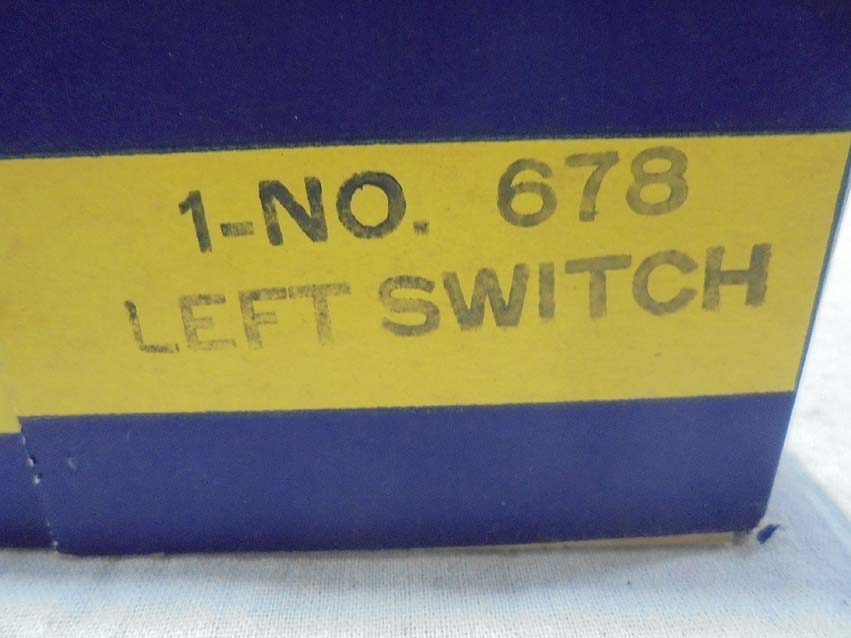 1-NO. 678
LEFT SWITCH